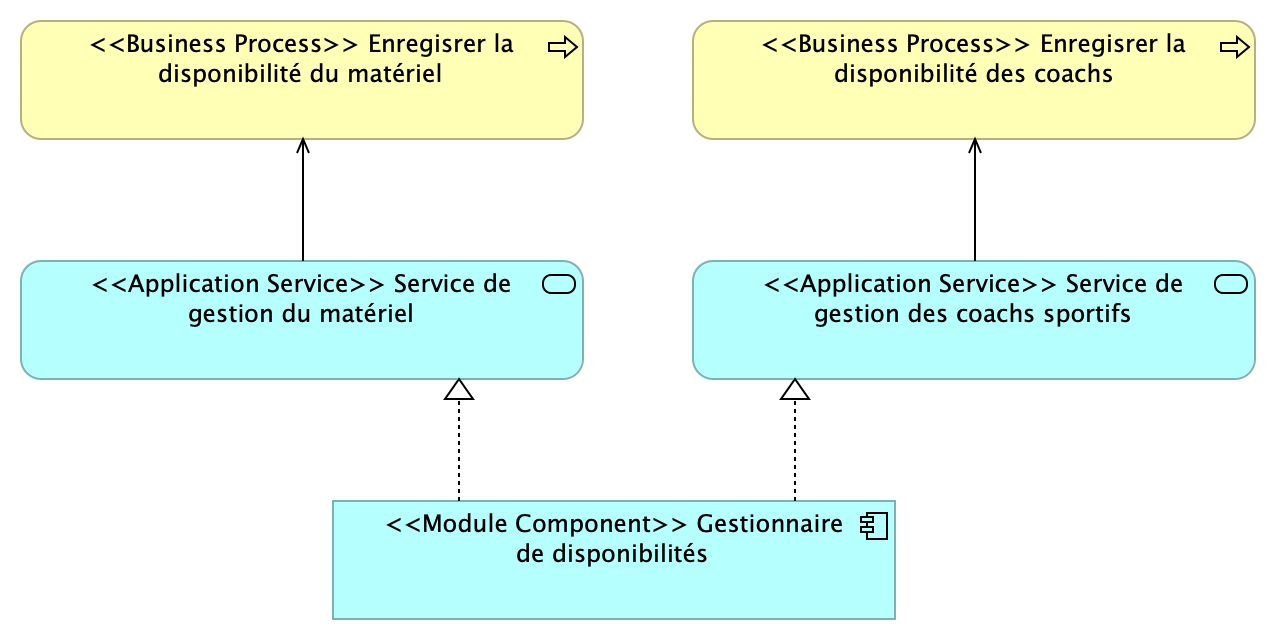 <<Business Process>> Enregisrer la
disponibilité du matériel
<<Business Process>> Enregisrer la
disponibilité des coachs
<<Application Service>> Service de
gestion du matériel
<<Application Service>> Service de
gestion des coachs sportifs
<<Module Component>> Gestionnaire
de disponibilités